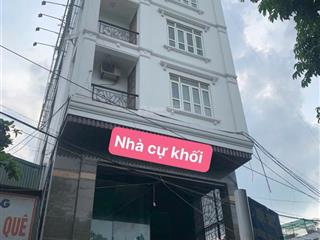 Nhà cự khối
QUÊ